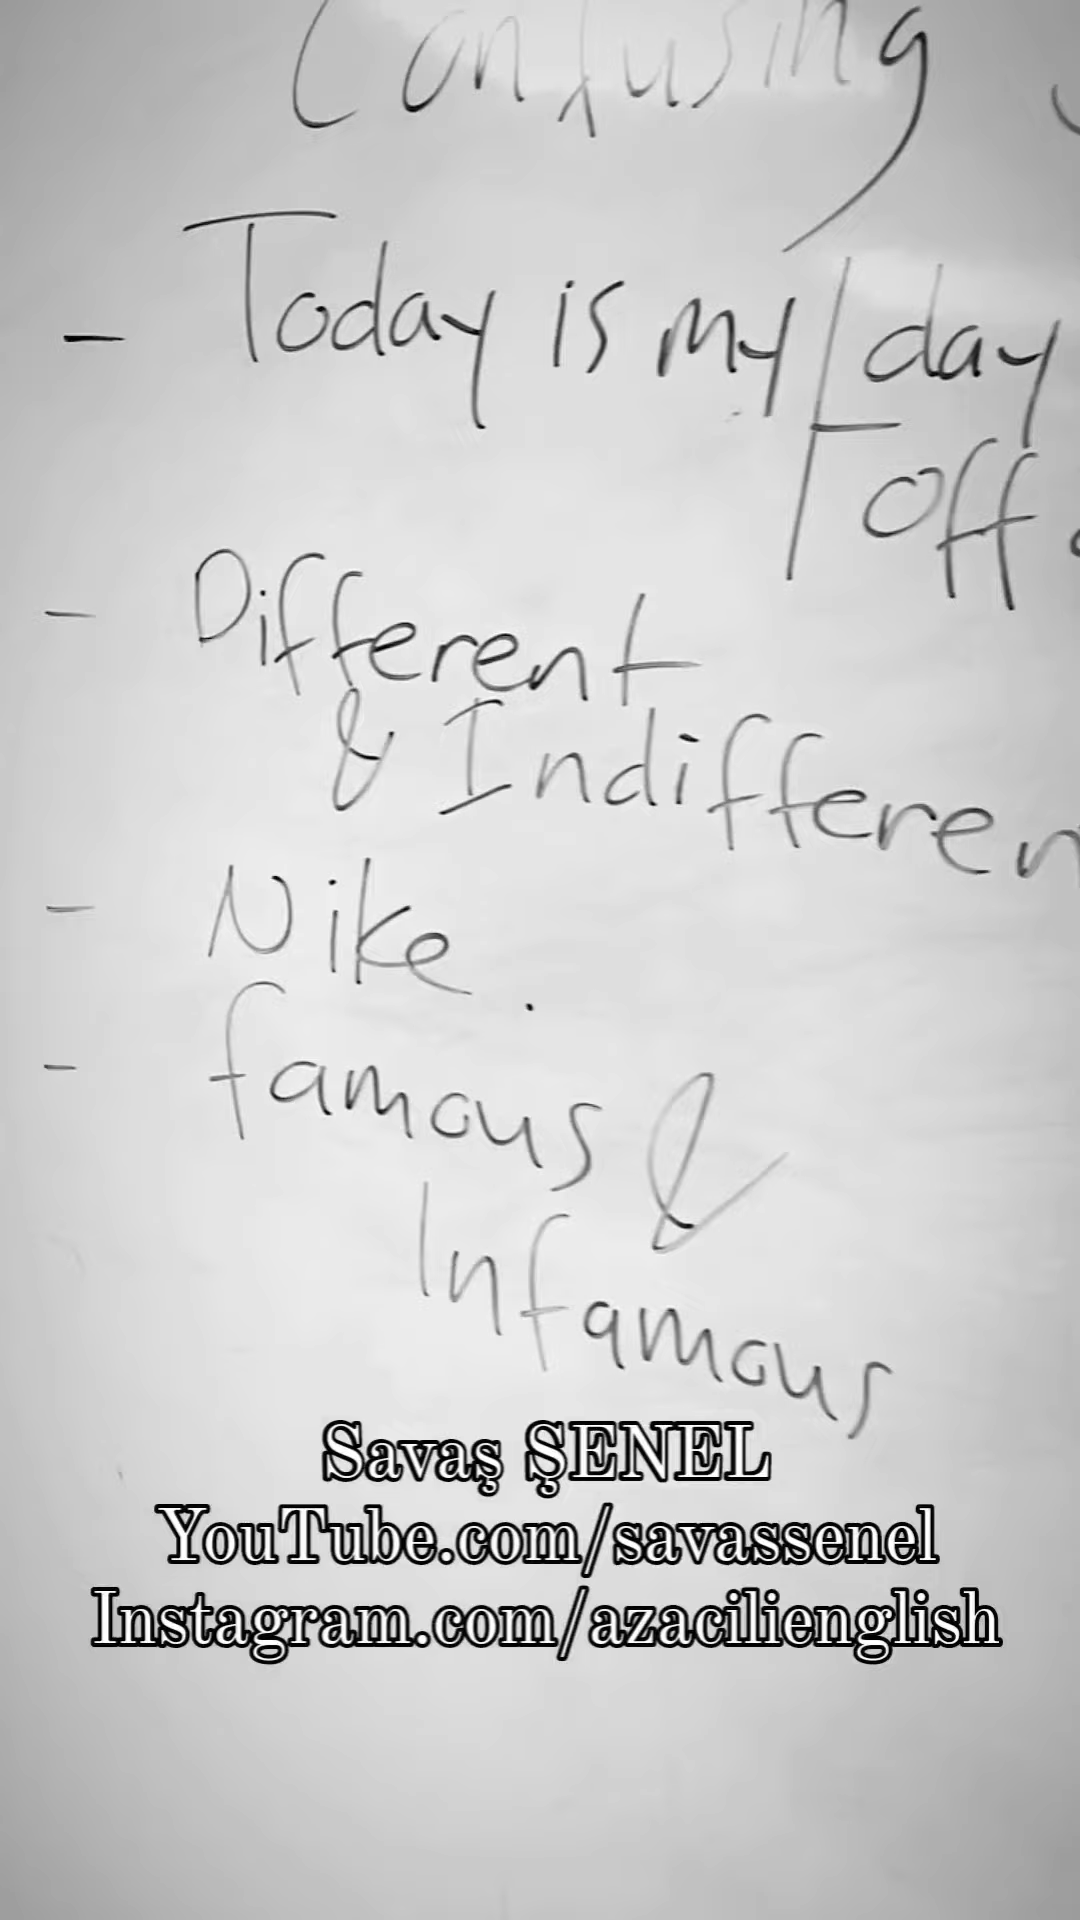 Confusing
- Today is my day
off.
- Different
& Indifferen
- Nike.
- famous &
Infamous
Savaş ŞENEL
YouTube.com/savassenel
Instagram.com/azacilienglish